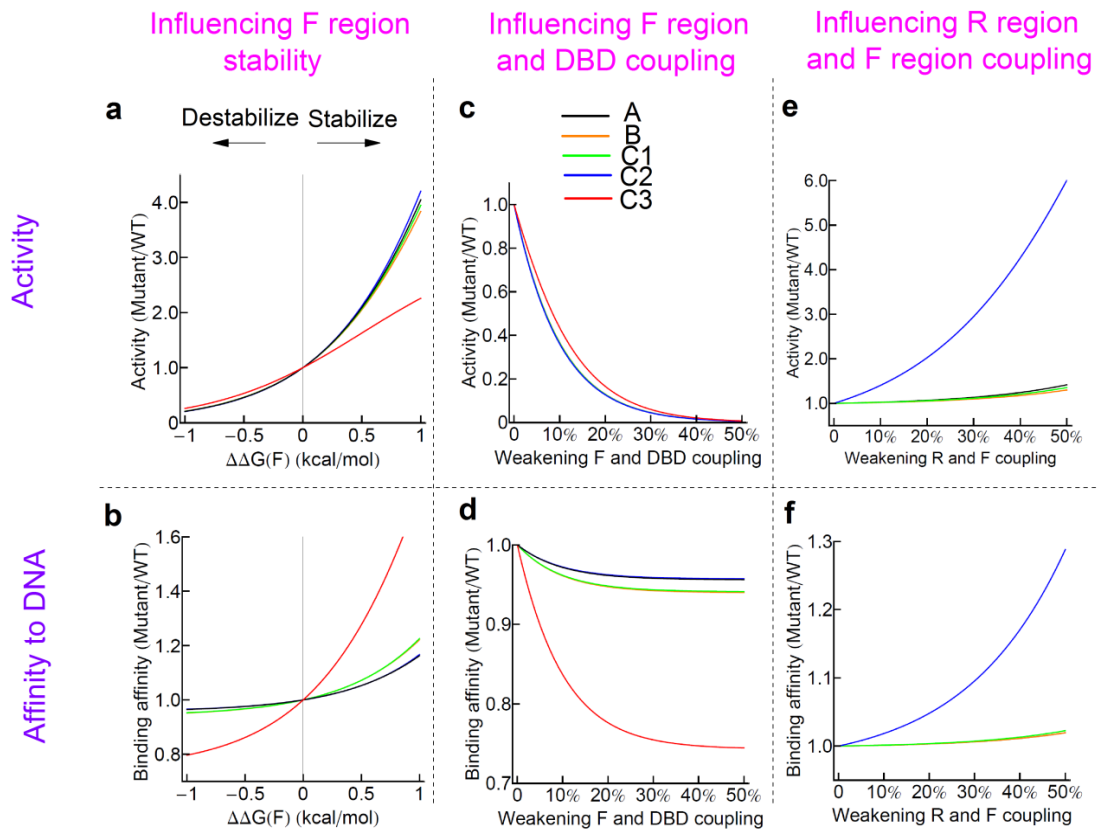 Influencing F region
stability
Influencing F region
and DBD coupling
Influencing R region
and F region coupling
Activity
Affinity to DNA
a
Destabilize Stabilize
4.0
3.0
2.0
1.0
0
Activity (Mutant/WT)
−1 −0.5 0 0.5 1
ΔΔG(F) (kcal/mol)
c
A
B
C1
C2
C3
1.0
0.8
0.6
0.4
0.2
0
Activity (Mutant/WT)
0 10% 20% 30% 40% 50%
Weakening F and DBD coupling
e
6.0
5.0
4.0
3.0
2.0
1.0
Activity (Mutant/WT)
0 10% 20% 30% 40% 50%
Weakening R and F coupling
b
1.6
1.4
1.2
1.0
0.8
Binding affinity (Mutant/WT)
−1 −0.5 0 0.5 1
ΔΔG(F) (kcal/mol)
d
1.0
0.9
0.8
0.7
Binding affinity (Mutant/WT)
0 10% 20% 30% 40% 50%
Weakening F and DBD coupling
f
1.3
1.2
1.1
1.0
Binding affinity (Mutant/WT)
0 10% 20% 30% 40% 50%
Weakening R and F coupling